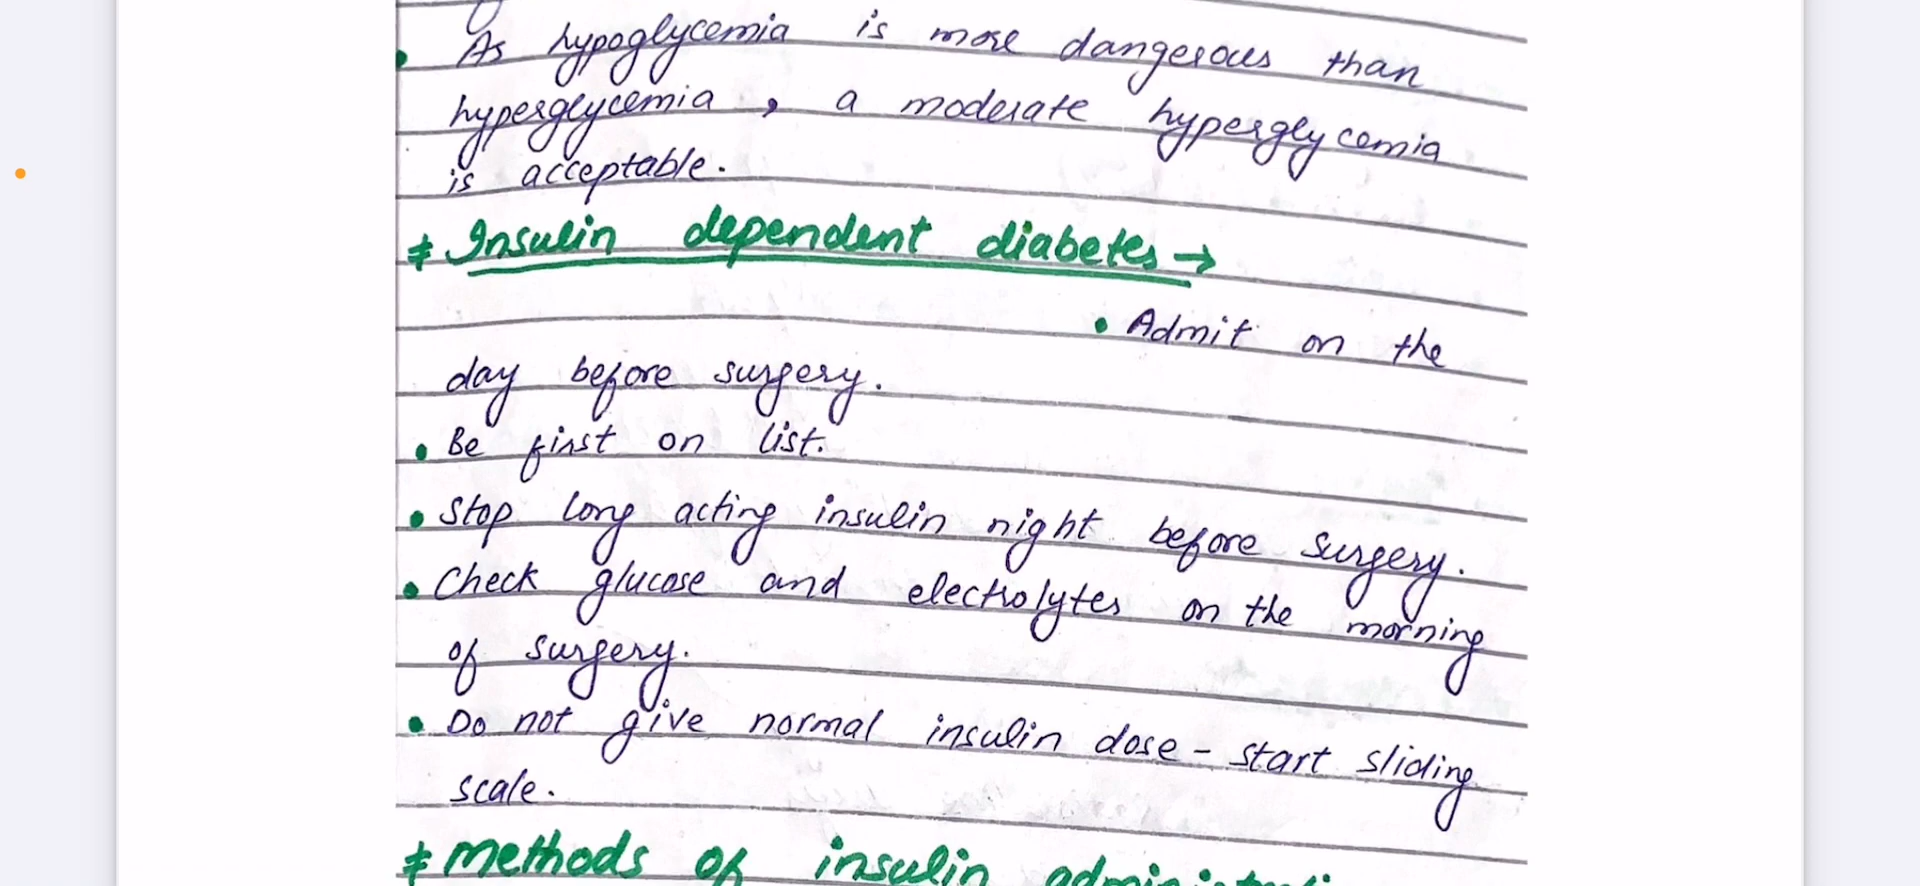 • As hypoglycemia is more dangerous than
hyperglycemia, a moderate hyperglycemia
is acceptable.
* Insulin dependent diabetes →
• Admit on the
day before surgery.
• Be first on list.
• Stop long acting insulin night before surgery.
• Check glucose and electrolytes on the morning
of surgery.
• Do not give normal insulin dose - start sliding
scale.
* methods of insulin